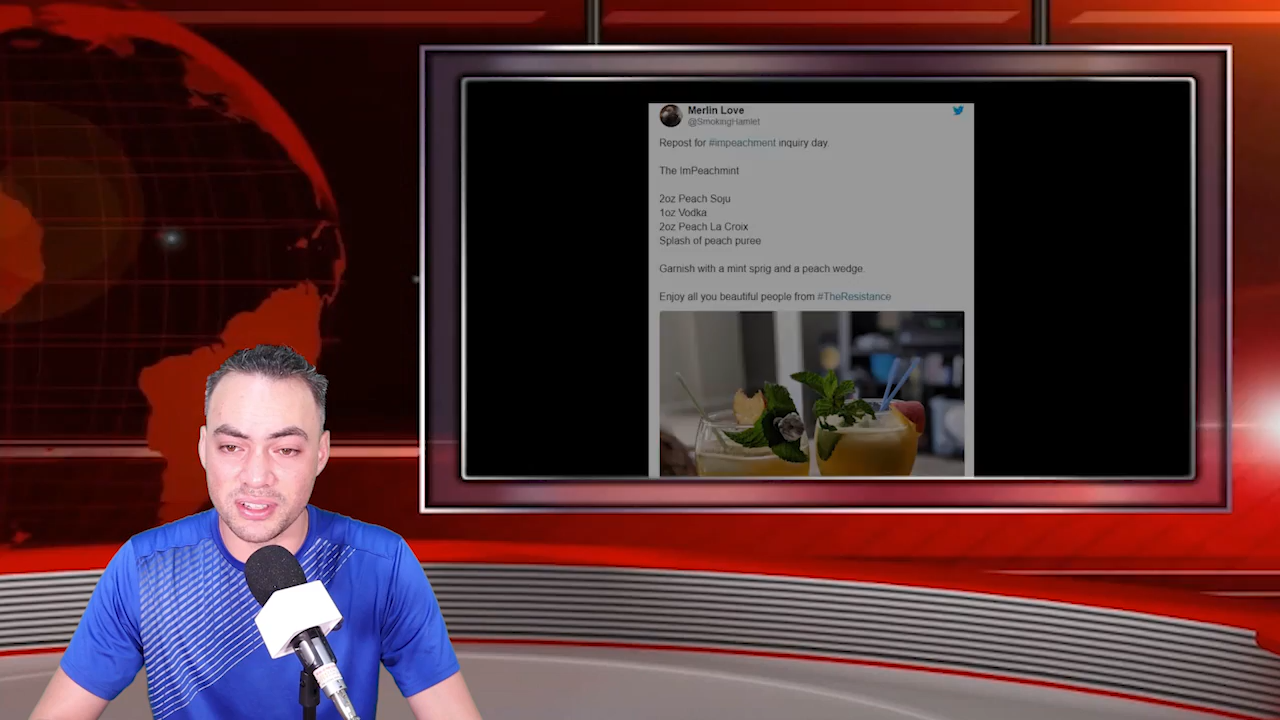 Merlin Love
@SmokingHamlet
Repost for #impeachment inquiry day.
The ImPeachmint
2oz Peach Soju
1oz Vodka
2oz Peach La Croix
Splash of peach puree
Garnish with a mint sprig and a peach wedge.
Enjoy all you beautiful people from #TheResistance